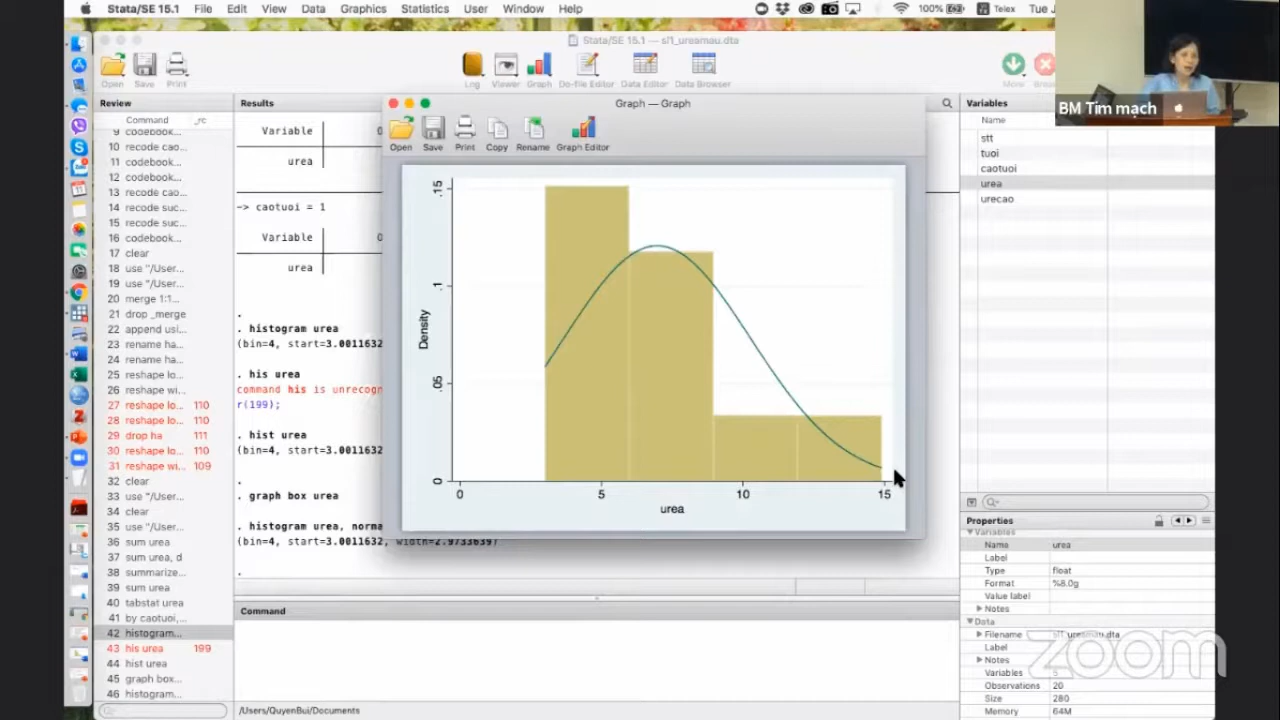 Stata/SE 15.1 File Edit View Data Graphics Statistics User Window Help 100% Telex Tue J
Stata/SE 15.1 — sl1_ureamau.dta
Open Save Print Log Viewer Graph Do-file Editor Data Editor Data Browser More
Review
Command _rc
9 codebook...
10 recode cao...
11 codebook...
12 codebook...
13 recode cao...
14 recode suc...
15 recode suc...
16 codebook...
17 clear
18 use "/User...
19 use "/User...
20 merge 1:1...
21 drop _merge
22 append usi...
23 rename ha...
24 rename ha...
25 reshape lo...
26 reshape wi...
27 reshape lo... 110
28 reshape lo... 110
29 drop ha 111
30 reshape lo... 110
31 reshape wi... 109
32 clear
33 use "/User...
34 clear
35 use "/User...
36 sum urea
37 sum urea, d
38 summarize...
39 sum urea
40 tabstat urea
41 by caotuoi,...
42 histogram...
43 his urea 199
44 hist urea
45 graph box...
46 histogram...
Results
Variable
urea
-> caotuoi = 1
Variable
urea
.
. histogram urea
(bin=4, start=3.0011632
. his urea
command his is unrecogn
r(199);
. hist urea
(bin=4, start=3.0011632
.
. graph box urea
. histogram urea, norma
(bin=4, start=3.0011632, width=2.9733639)
.
Command
/Users/QuyenBui/Documents
Graph — Graph
Open Save Print Copy Rename Graph Editor
Density
.15
.1
.05
0
0 5 10 15
urea
Variables
Name
stt
tuoi
caotuoi
urea
urecao
Properties
Variables
Name urea
Label
Type float
Format %8.0g
Value label
Notes
Data
Filename sl1_ureamau.dta
Label
Notes
Variables 5
Observations 20
Size 280
Memory 64M
BM Tim mạch
zoom